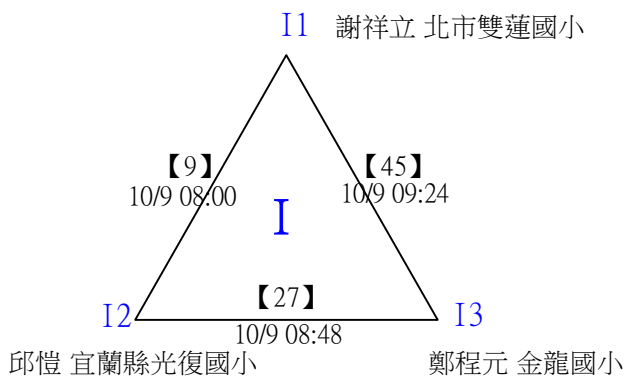 I1 謝祥立 北市雙蓮國小
【9】
10/9 08:00
【45】
10/9 09:24
I
【27】
10/9 08:48
I2
I3
邱愷 宜蘭縣光復國小
鄭程元 金龍國小